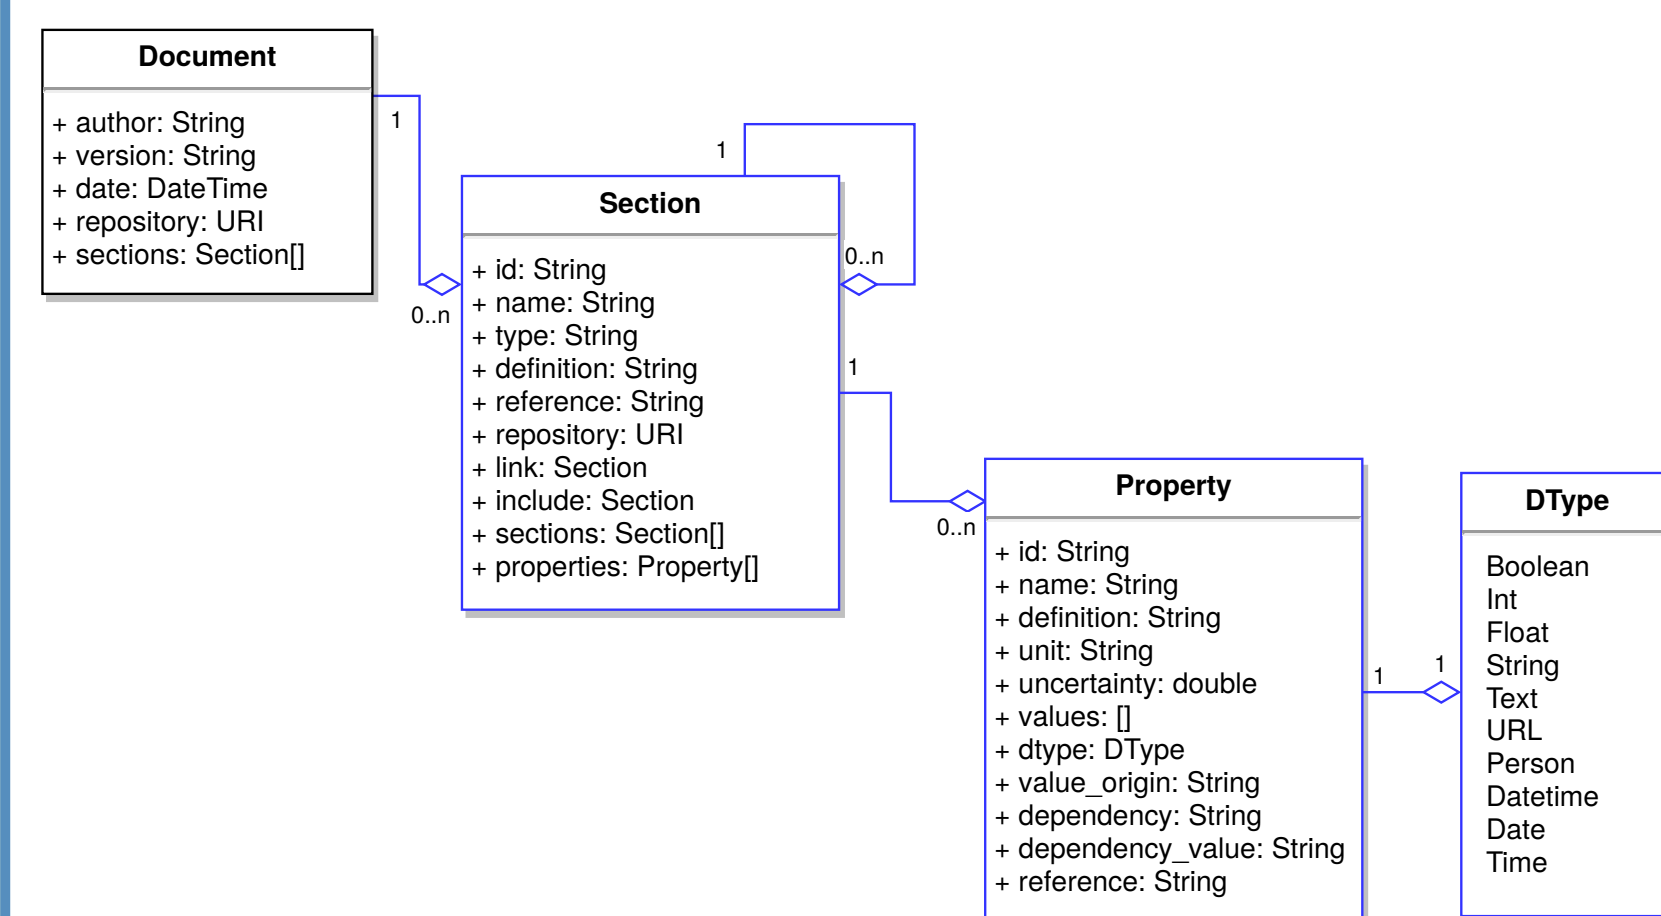 Document
+ author: String
+ version: String
+ date: DateTime
+ repository: URI
+ sections: Section[]
1
0..n
1
0..n
Section
+ id: String
+ name: String
+ type: String
+ definition: String
+ reference: String
+ repository: URI
+ link: Section
+ include: Section
+ sections: Section[]
+ properties: Property[]
1
0..n
Property
+ id: String
+ name: String
+ definition: String
+ unit: String
+ uncertainty: double
+ values: []
+ dtype: DType
+ value_origin: String
+ dependency: String
+ dependency_value: String
+ reference: String
1
1
DType
Boolean
Int
Float
String
Text
URL
Person
Datetime
Date
Time